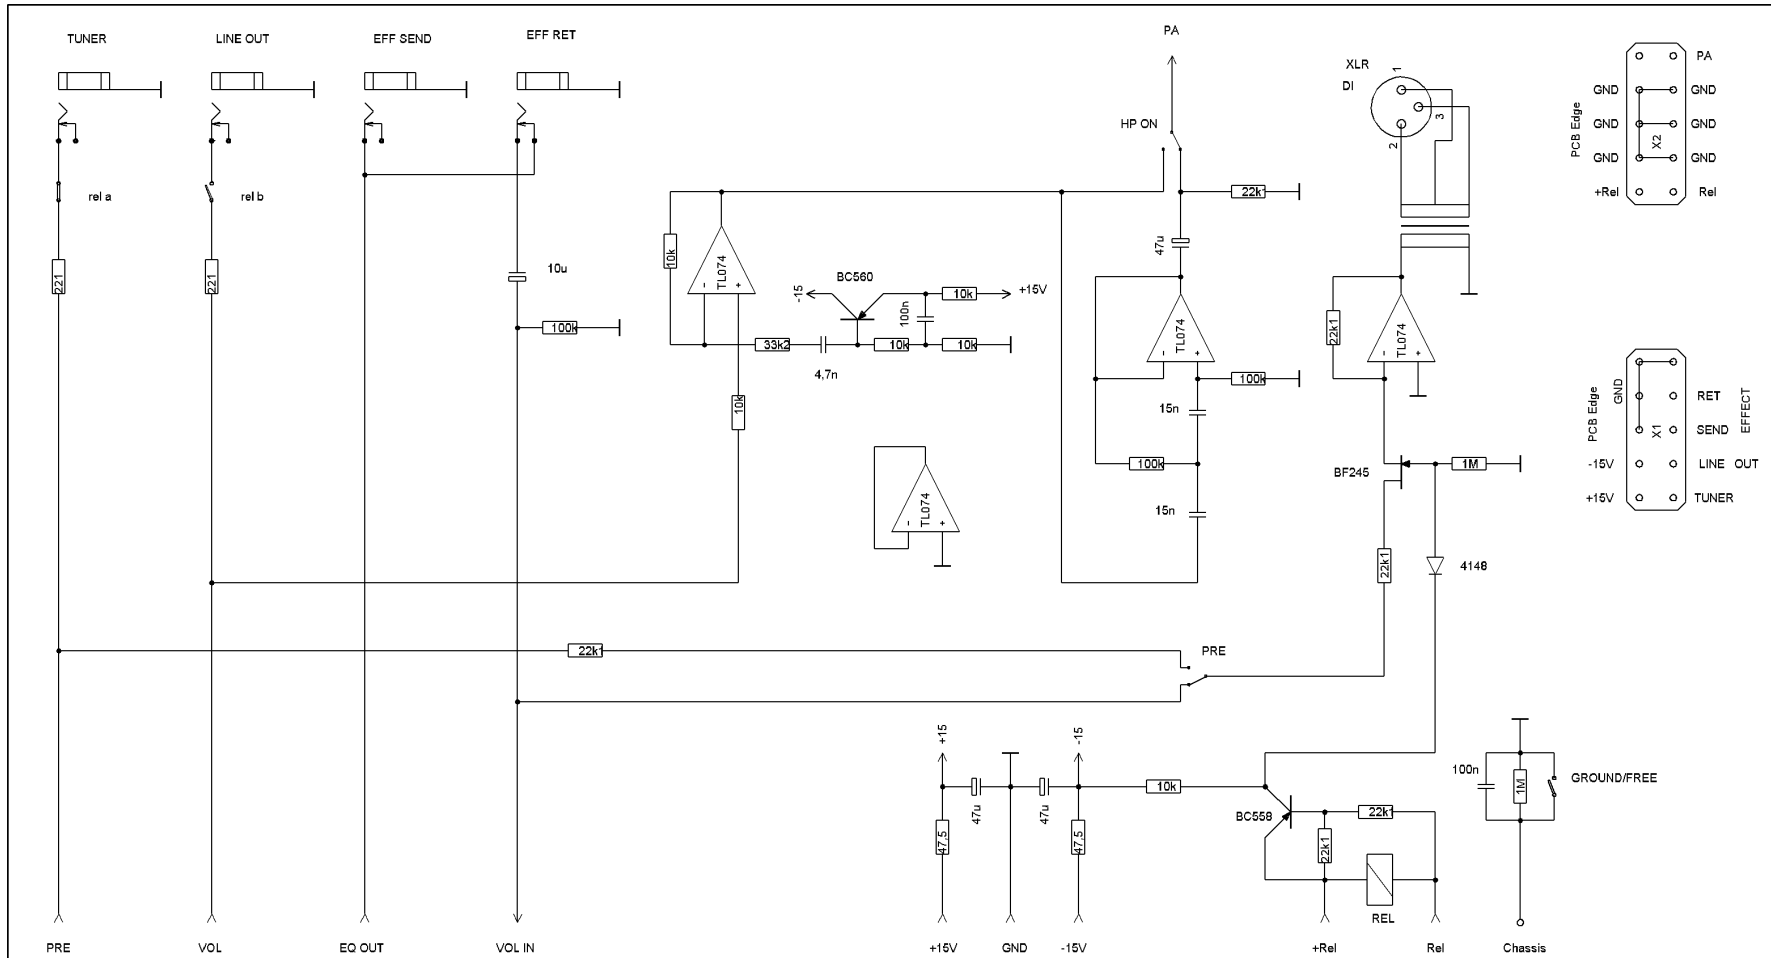 TUNER
LINE OUT
EFF SEND
EFF RET
PA
XLR
DI
1
2
3
HP ON
PA
GND
GND
GND
GND
GND
GND
+Rel
Rel
PCB Edge
X2
rel a
rel b
221
221
10u
100k
10k
TL074
-
+
BC560
-15
100n
10k
+15V
33k2
10k
10k
4,7n
10k
22k1
47u
TL074
-
+
100k
15n
100k
15n
22k1
TL074
-
+
BF245
1M
22k1
4148
PCB Edge
GND
X1
RET
SEND
EFFECT
-15V
LINE OUT
+15V
TUNER
TL074
-
+
22k1
PRE
+15
-15
47u
47u
47,5
47,5
10k
BC558
22k1
22k1
REL
100n
1M
GROUND/FREE
PRE
VOL
EQ OUT
VOL IN
+15V
GND
-15V
+Rel
Rel
Chassis